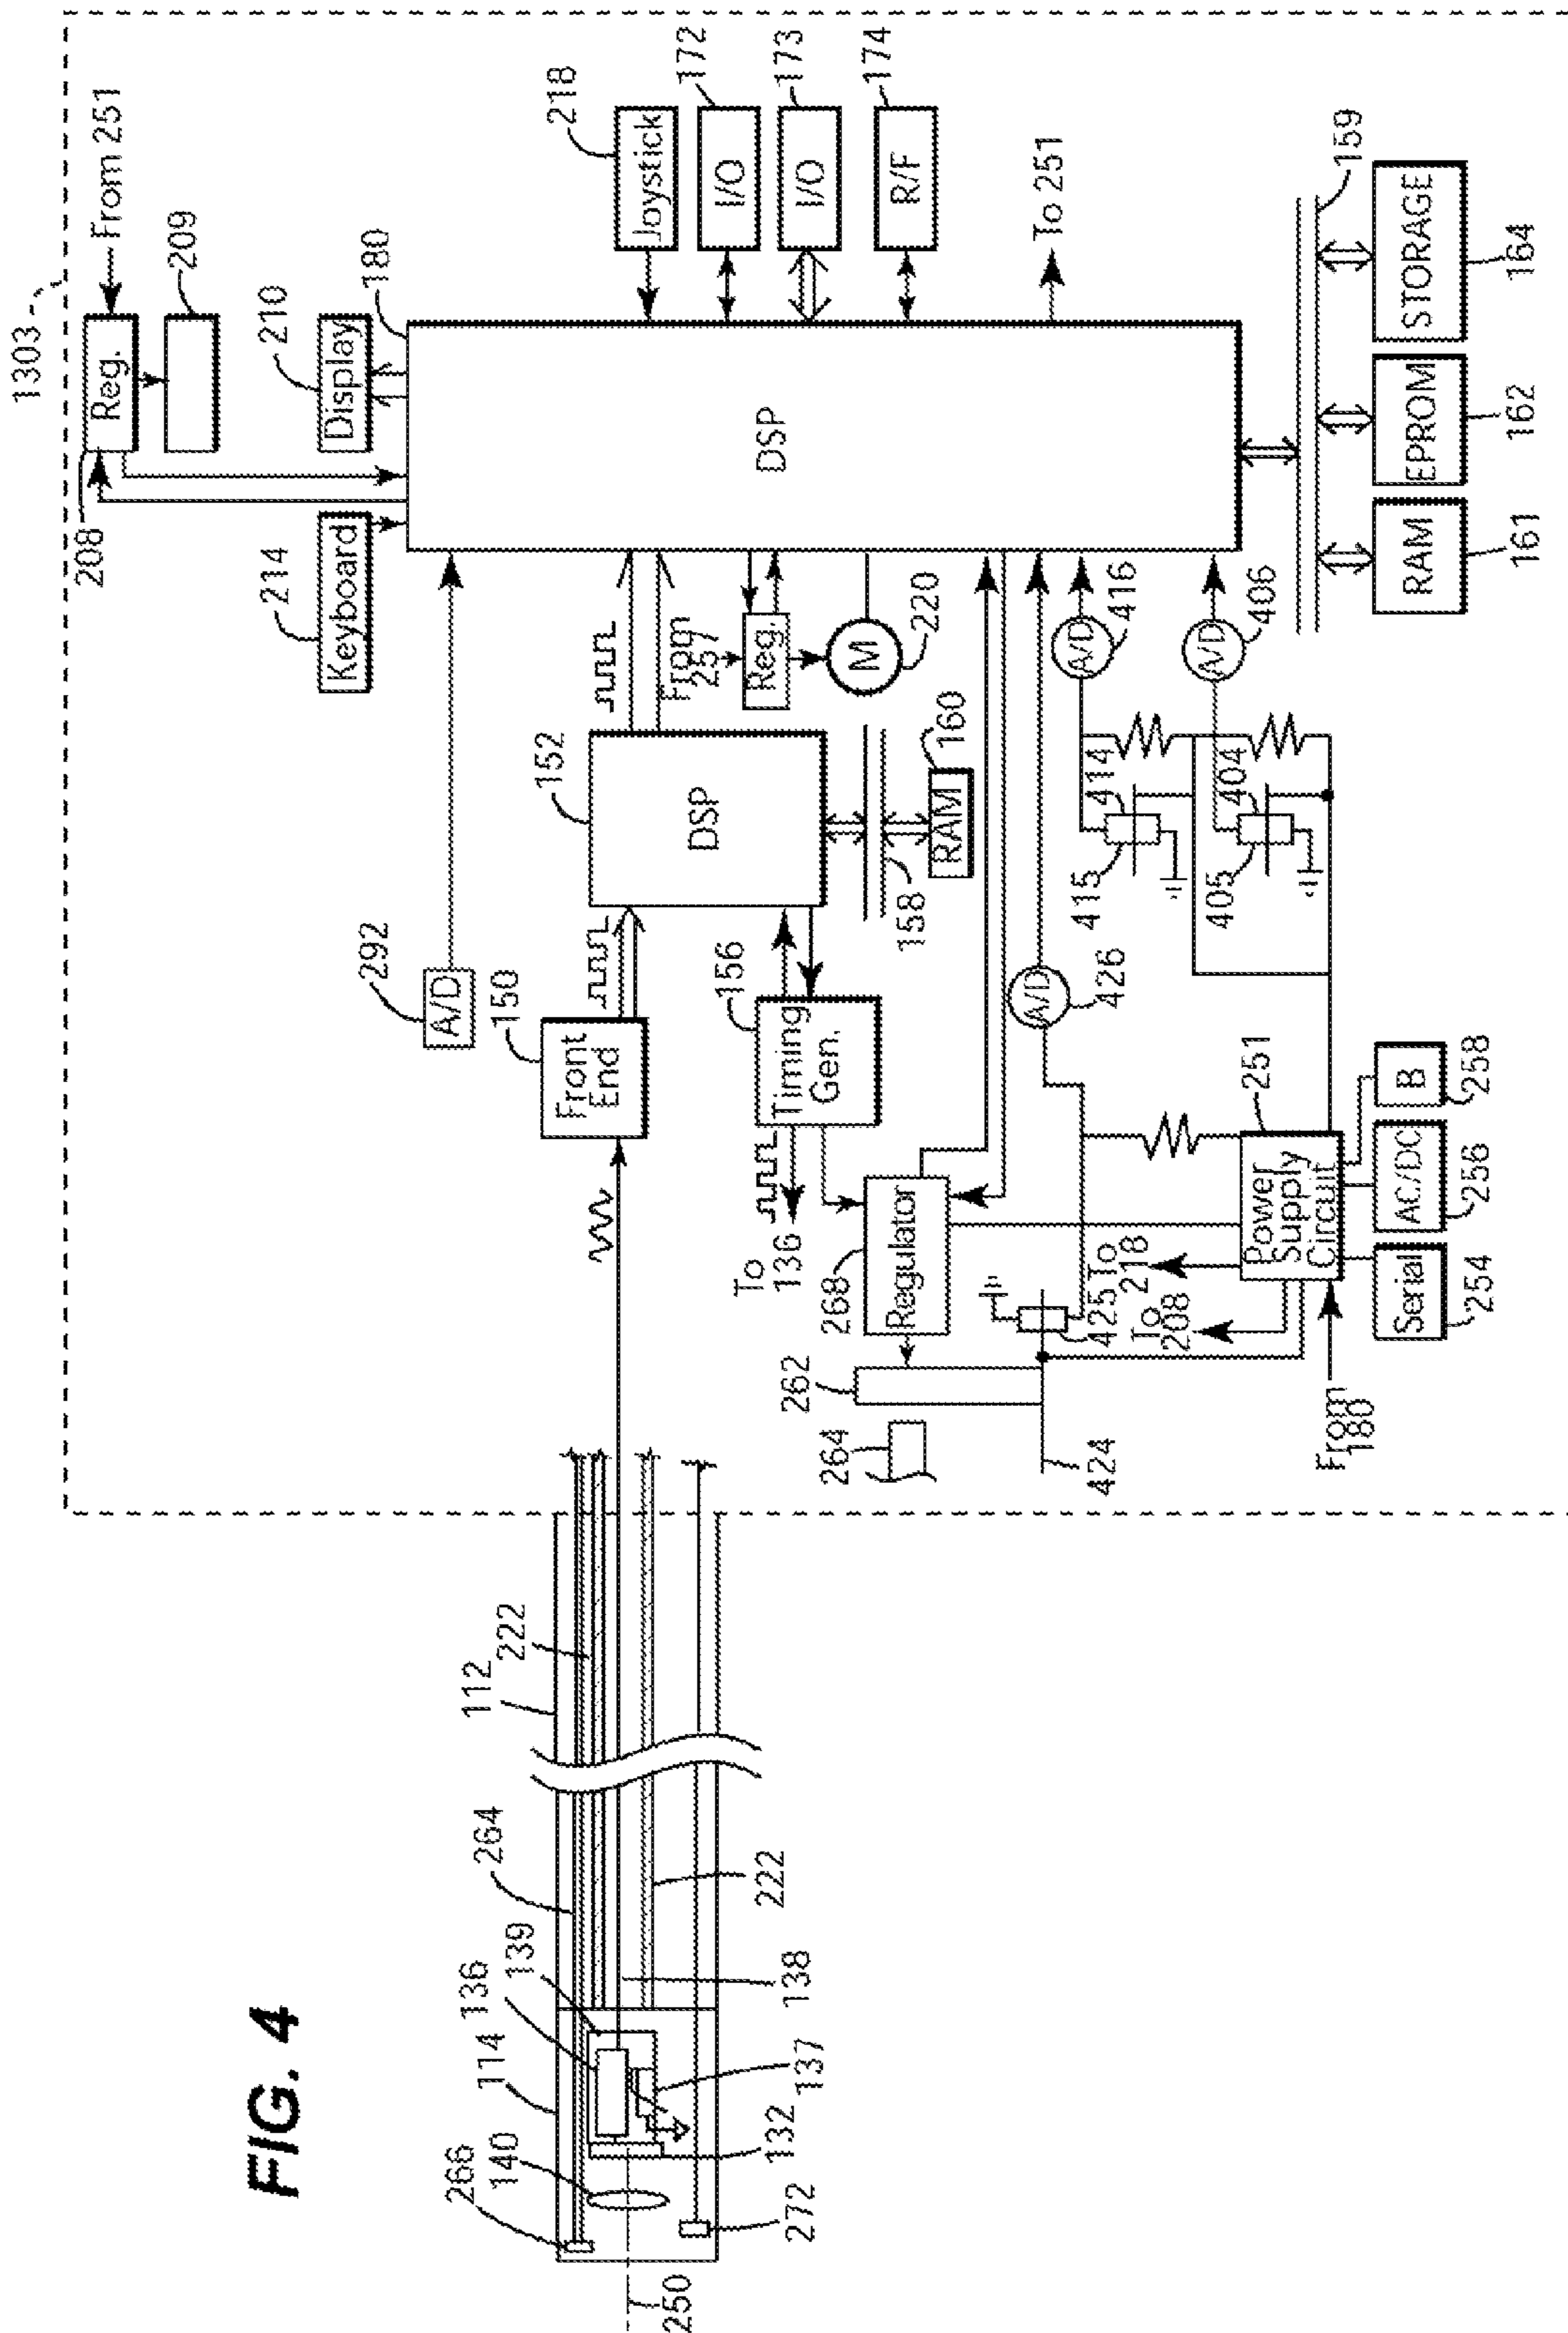 FIG. 4
1303
208
Reg.
From 251
209
214
Keyboard
210
Display
180
DSP
218
Joystick
172
I/O
173
I/O
174
R/F
To 251
159
RAM
161
EPROM
162
STORAGE
164
292
A/D
150
Front
End
152
DSP
From
257
Reg.
M
220
156
Timing
Gen.
To
136
158
RAM
160
268
Regulator
262
264
424
425
426
A/D
A/D
416
A/D
406
414
415
404
405
To
218
To
208
251
Power
Supply
Circuit
From
180
Serial
254
AC/DC
256
B
258
112
222
264
222
139
136
114
138
137
132
140
266
272
250